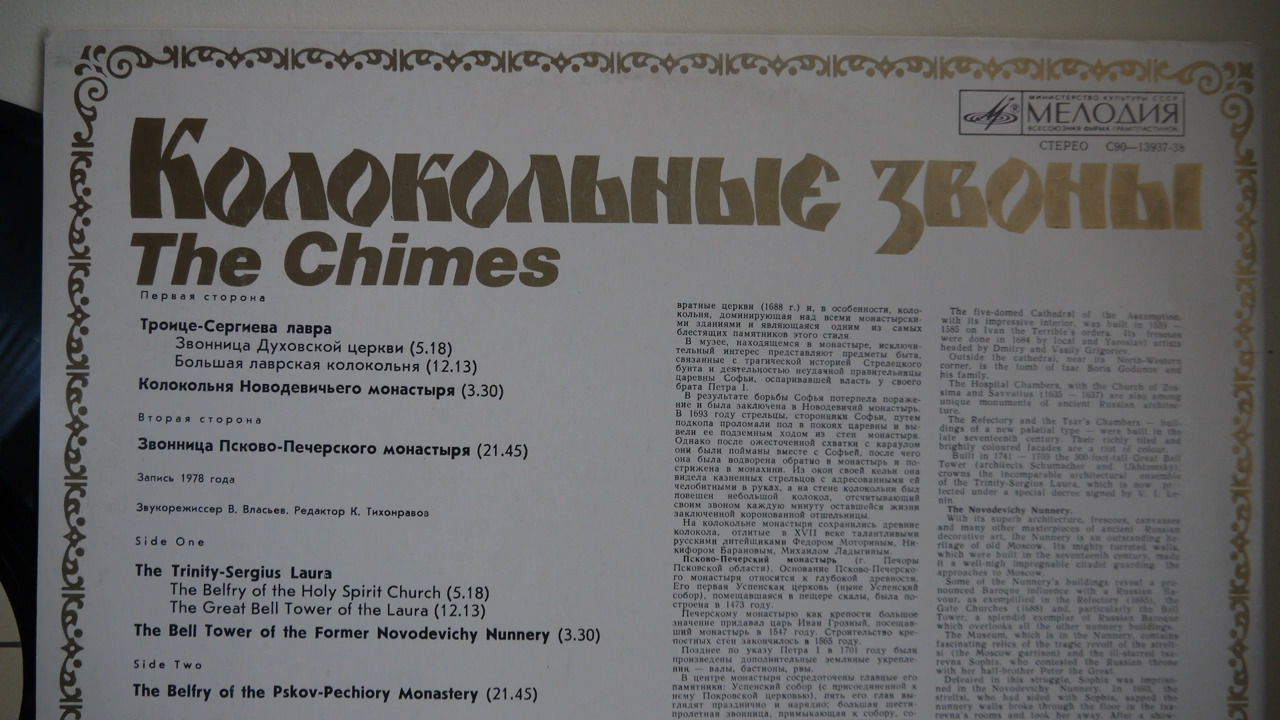 МИНИСТЕРСТВО КУЛЬТУРЫ СССР
МЕЛОДИЯ
ВСЕСОЮЗНАЯ ФИРМА ГРАМПЛАСТИНОК
СТЕРЕО С90—13937-38
Колокольные звоны
The Chimes
Первая сторона
Троице-Сергиева лавра
Звонница Духовской церкви (5.18)
Большая лаврская колокольня (12.13)
Колокольня Новодевичьего монастыря (3.30)
Вторая сторона
Звонница Псково-Печерского монастыря (21.45)
Запись 1978 года
Звукорежиссер В. Власьев. Редактор К. Тихонравов
Side One
The Trinity-Sergius Laura
The Belfry of the Holy Spirit Church (5.18)
The Great Bell Tower of the Laura (12.13)
The Bell Tower of the Former Novodevichy Nunnery (3.30)
Side Two
The Belfry of the Pskov-Pechiory Monastery (21.45)
вратные церкви (1688 г.) и, в особенности, коло-
кольня, доминирующая над всеми монастырски-
ми зданиями и являющаяся одним из самых
блестящих памятников этого стиля.
В музее, находящемся в монастыре, исключи-
тельный интерес представляют предметы быта,
связанные с трагической историей Стрелецкого
бунта и деятельностью неудачной правительницы
царевны Софьи, оспаривавшей власть у своего
брата Петра I.
В результате борьбы Софья потерпела пораже-
ние и была заключена в Новодевичий монастырь.
В 1693 году стрельцы, сторонники Софьи, путем
подкопа проломали пол в покоях царевны и вы-
вели ее подземным ходом из стен монастыря.
Однако после ожесточенной схватки с караулом
они были пойманы вместе с Софьей, после чего
она была водворена обратно в монастырь и по-
стрижена в монахини. Из окон своей кельи она
видела казненных стрельцов с адресованными ей
челобитными в руках, а на стене колокольни был
повешен небольшой колокол, отсчитывающий
своим звоном каждую минуту оставшейся жизни
заключенной коронованной отшельницы.
На колокольне монастыря сохранились древние
колокола, отлитые в XVII веке талантливыми
русскими литейщиками Федором Моториным, Ни-
кифором Барановым, Михаилом Ладыгиным.
Псково-Печерский монастырь (г. Печоры
Псковской области). Основание Псково-Печерско-
го монастыря относится к глубокой древности.
Его первая Успенская церковь (ныне Успенский
собор), помещавшаяся в пещере скалы, была по-
строена в 1473 году.
Печерскому монастырю как крепости большое
значение придавал царь Иван Грозный, посещав-
ший монастырь в 1547 году. Строительство кре-
постных стен закончилось в 1565 году.
Позднее по указу Петра I в 1701 году были
произведены дополнительные земляные укрепле-
ния — валы, бастионы, рвы.
В центре монастыря сосредоточены главные его
памятники: Успенский собор (с присоединенной к
нему Покровской церковью), пять его глав вы-
глядят празднично и нарядно; большая шести-
пролетная звонница, примыкающая к собору, со-
The five-domed Cathedral of the Assumption,
with its impressive interior, was built in 1559 —
1585 on Ivan the Terrible's orders. Its frescoes
were done in 1684 by local and Yaroslavl artists
headed by Dmitry and Vasily Grigoriev.
Outside the cathedral, near its North-Western
corner, is the tomb of tsar Boris Godunov and
his family.
The Hospital Chambers, with the Church of Zos-
sima and Savvatius (1635 — 1637) are also among
unique monuments of ancient Russian architec-
ture.
The Refectory and the Tsar's Chambers — buil-
dings of a new palatial type — were built in the
late seventeenth century. Their richly tiled and
brightly coloured facades are a riot of colour.
Built in 1741 — 1769 the 300-foot-tall Great Bell
Tower (architects Schumacher and Ukhtomsky),
crowns the incomparable architectural ensemble
of the Trinity-Sergius Laura, which is now pro-
tected under a special decree signed by V. I. Le-
nin.
The Novodevichy Nunnery.
With its superb architecture, frescoes, canvasses
and many other masterpieces of ancient Russian
decorative art, the Nunnery is an outstanding he-
ritage of old Moscow. Its mighty turreted walls,
which were built in the seventeenth century, made
it a well-nigh impregnable citadel guarding the
approaches to Moscow.
Some of the Nunnery's buildings reveal a pro-
nounced Baroque influence with a Russian fla-
vour, as exemplified in the Refectory (1685), the
Gate Churches (1688) and, particularly the Bell
Tower, a splendid exemplar of Russian Baroque
which overlooks all the other nunnery buildings.
The Museum, which is in the Nunnery, contains
fascinating relics of the tragic revolt of the strelt-
si (the Moscow garrison) and the ill-starred tsa-
revna Sophia, who contested the Russian throne
with her half-brother Peter the Great.
Defeated in this struggle, Sophia was impriso-
ned in the Novodevichy Nunnery. In 1693, the
streltsi, who had sided with Sophia, sapped the
nunnery walls broke through the floor in the tsa-
revna's rooms and took her away. After a